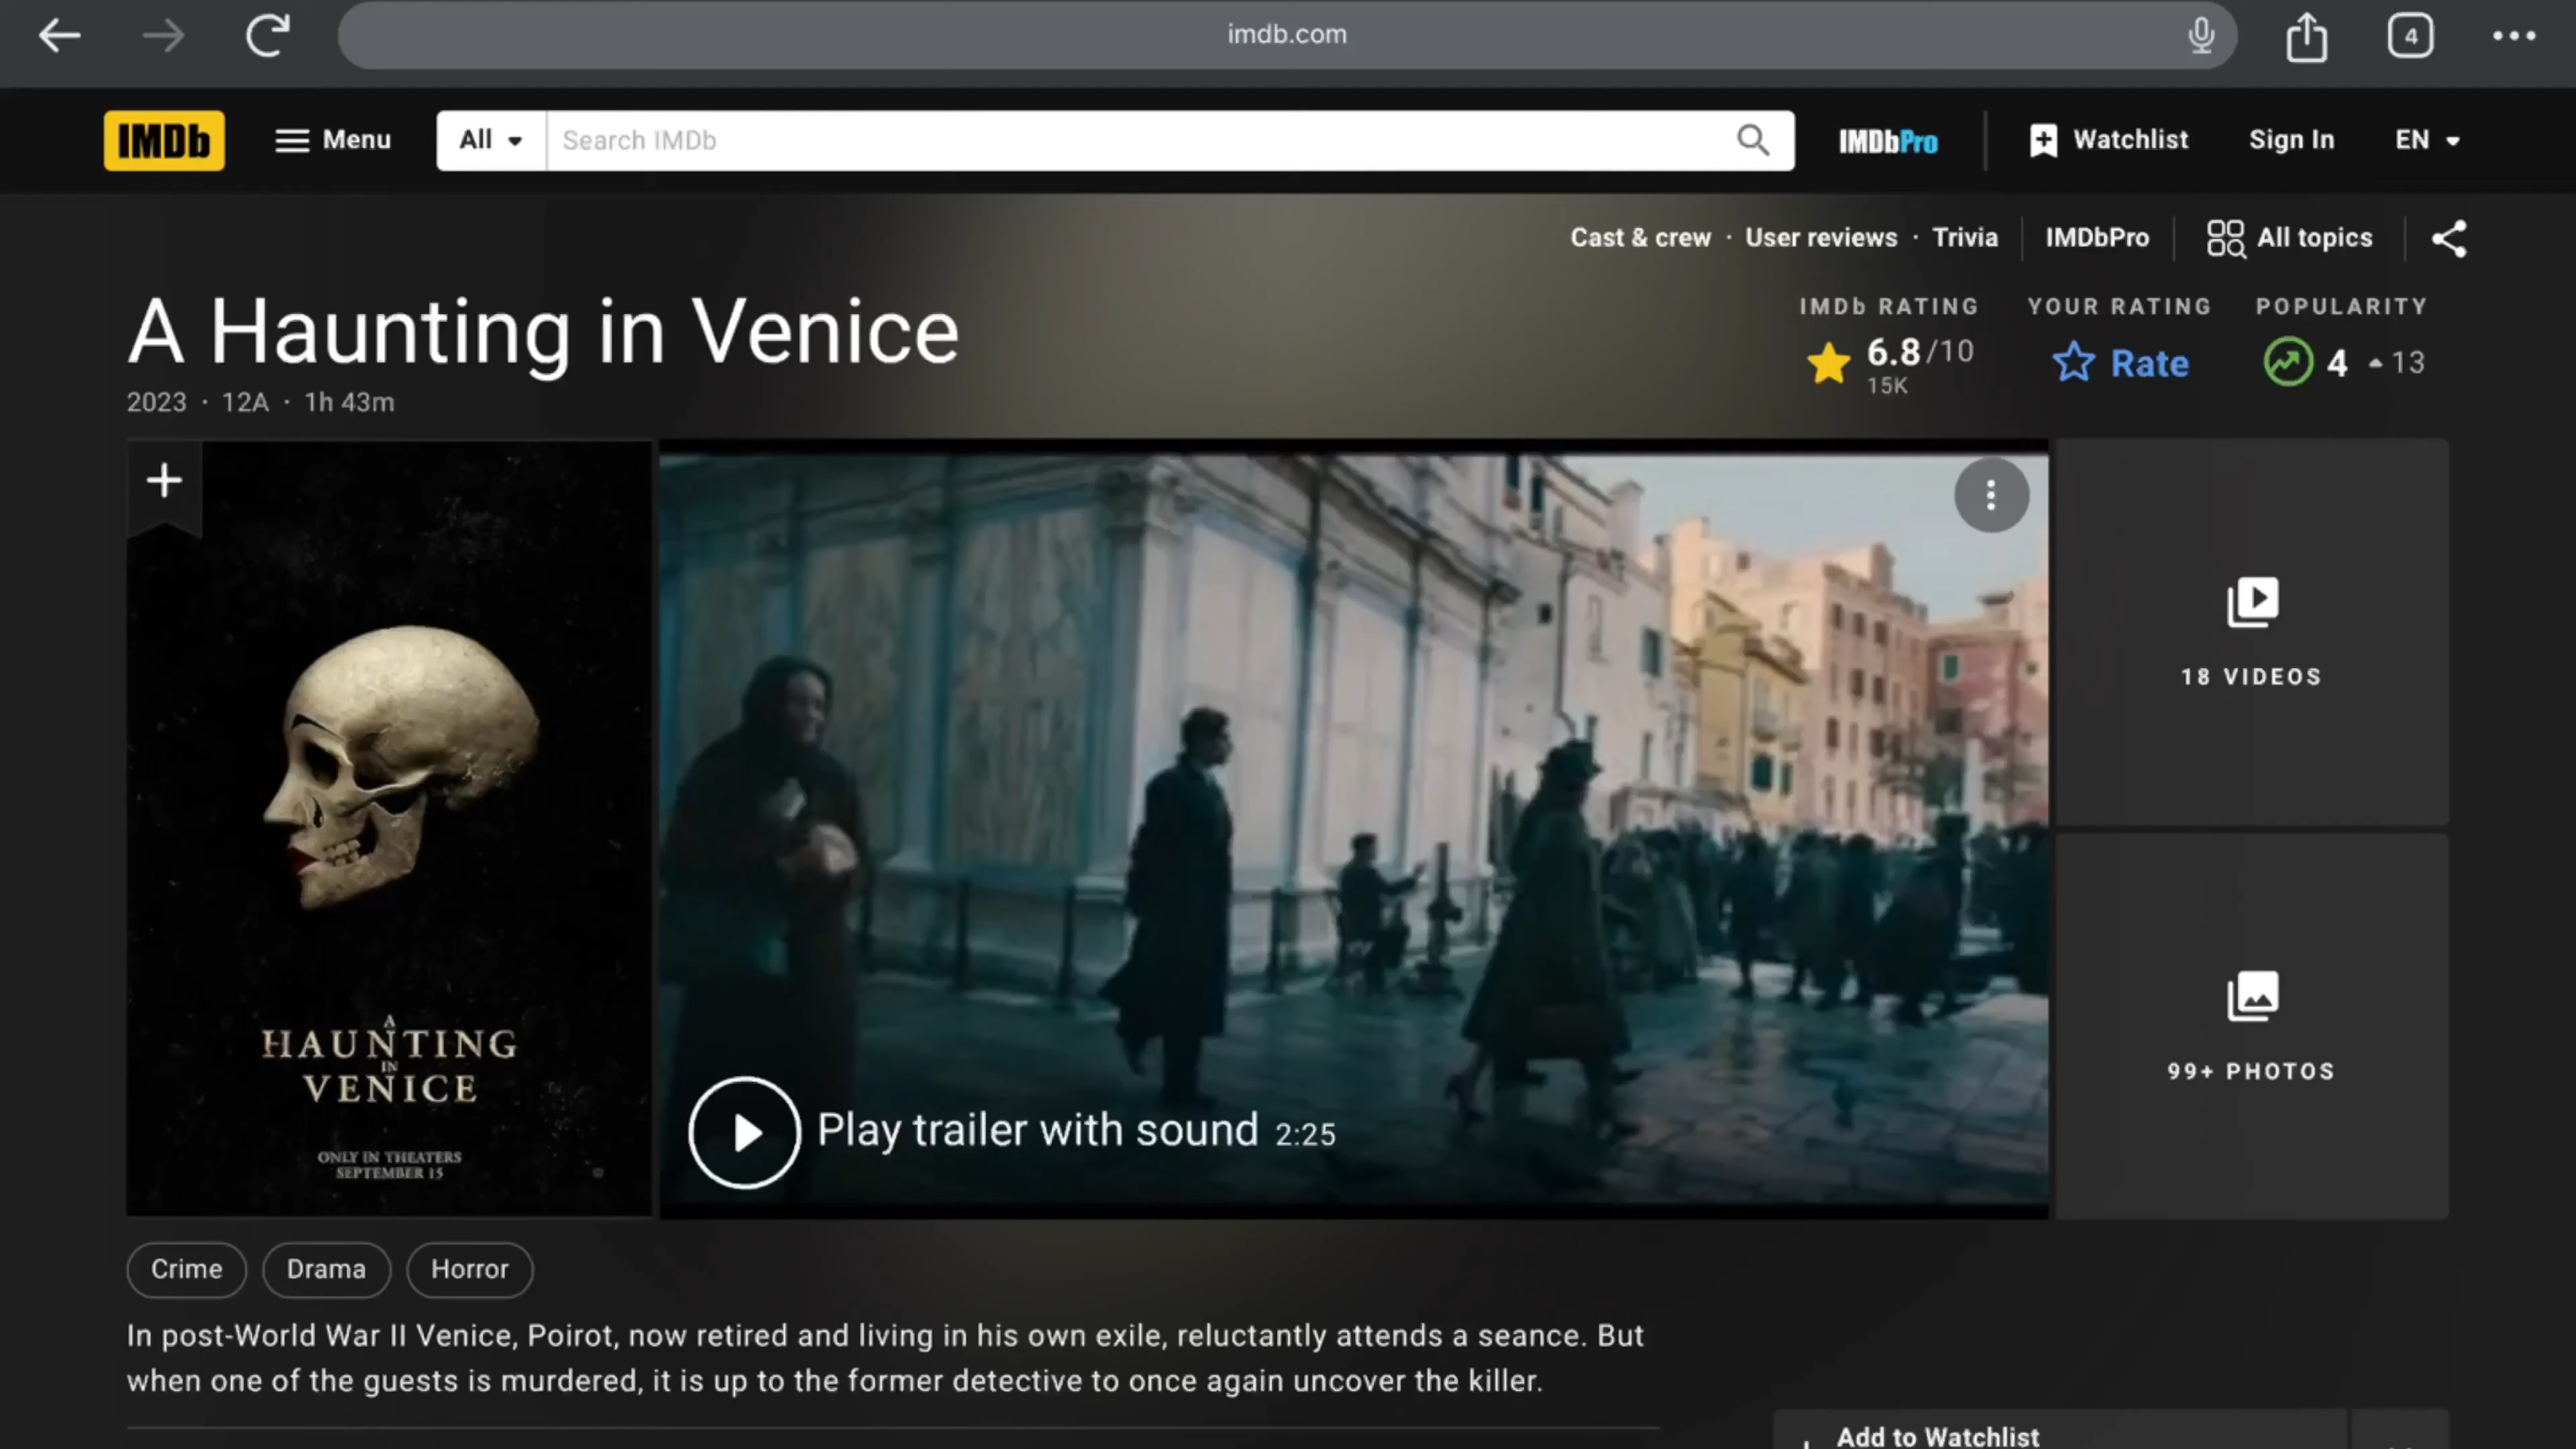 imdb.com
4
IMDb
Menu
All
Search IMDb
IMDbPro
Watchlist
Sign In
EN
Cast & crew · User reviews · Trivia
IMDbPro
All topics
A Haunting in Venice
2023 · 12A · 1h 43m
IMDb RATING
6.8/10
15K
YOUR RATING
Rate
POPULARITY
4
13
A
HAUNTING
IN
VENICE
ONLY IN THEATERS
SEPTEMBER 15
Play trailer with sound 2:25
18 VIDEOS
99+ PHOTOS
Crime
Drama
Horror
In post-World War II Venice, Poirot, now retired and living in his own exile, reluctantly attends a seance. But
when one of the guests is murdered, it is up to the former detective to once again uncover the killer.
Add to Watchlist